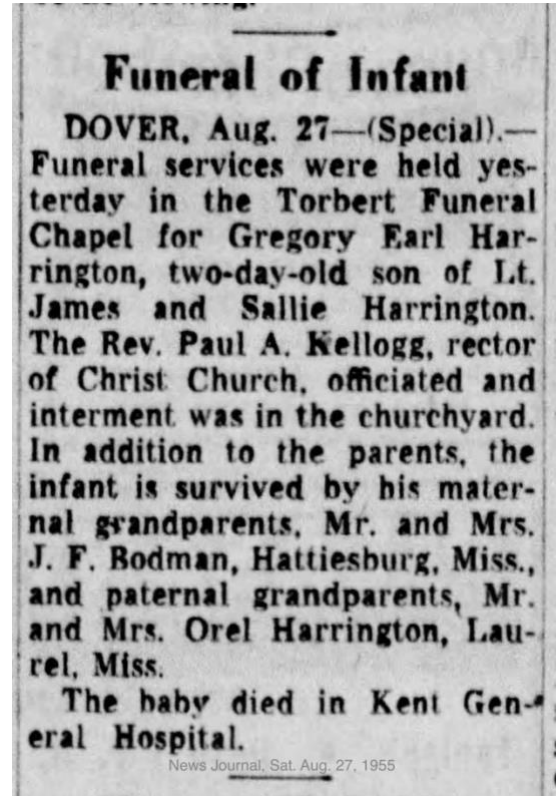 Funeral of Infant
DOVER, Aug. 27—(Special).—
Funeral services were held yes-
terday in the Torbert Funeral
Chapel for Gregory Earl Har-
rington, two-day-old son of Lt.
James and Sallie Harrington.
The Rev. Paul A. Kellogg, rector
of Christ Church, officiated and
interment was in the churchyard.
In addition to the parents, the
infant is survived by his mater-
nal grandparents, Mr. and Mrs.
J. F. Bodman, Hattiesburg, Miss.,
and paternal grandparents, Mr.
and Mrs. Orel Harrington, Lau-
rel, Miss.
The baby died in Kent Gen-
eral Hospital.
News Journal, Sat. Aug. 27, 1955